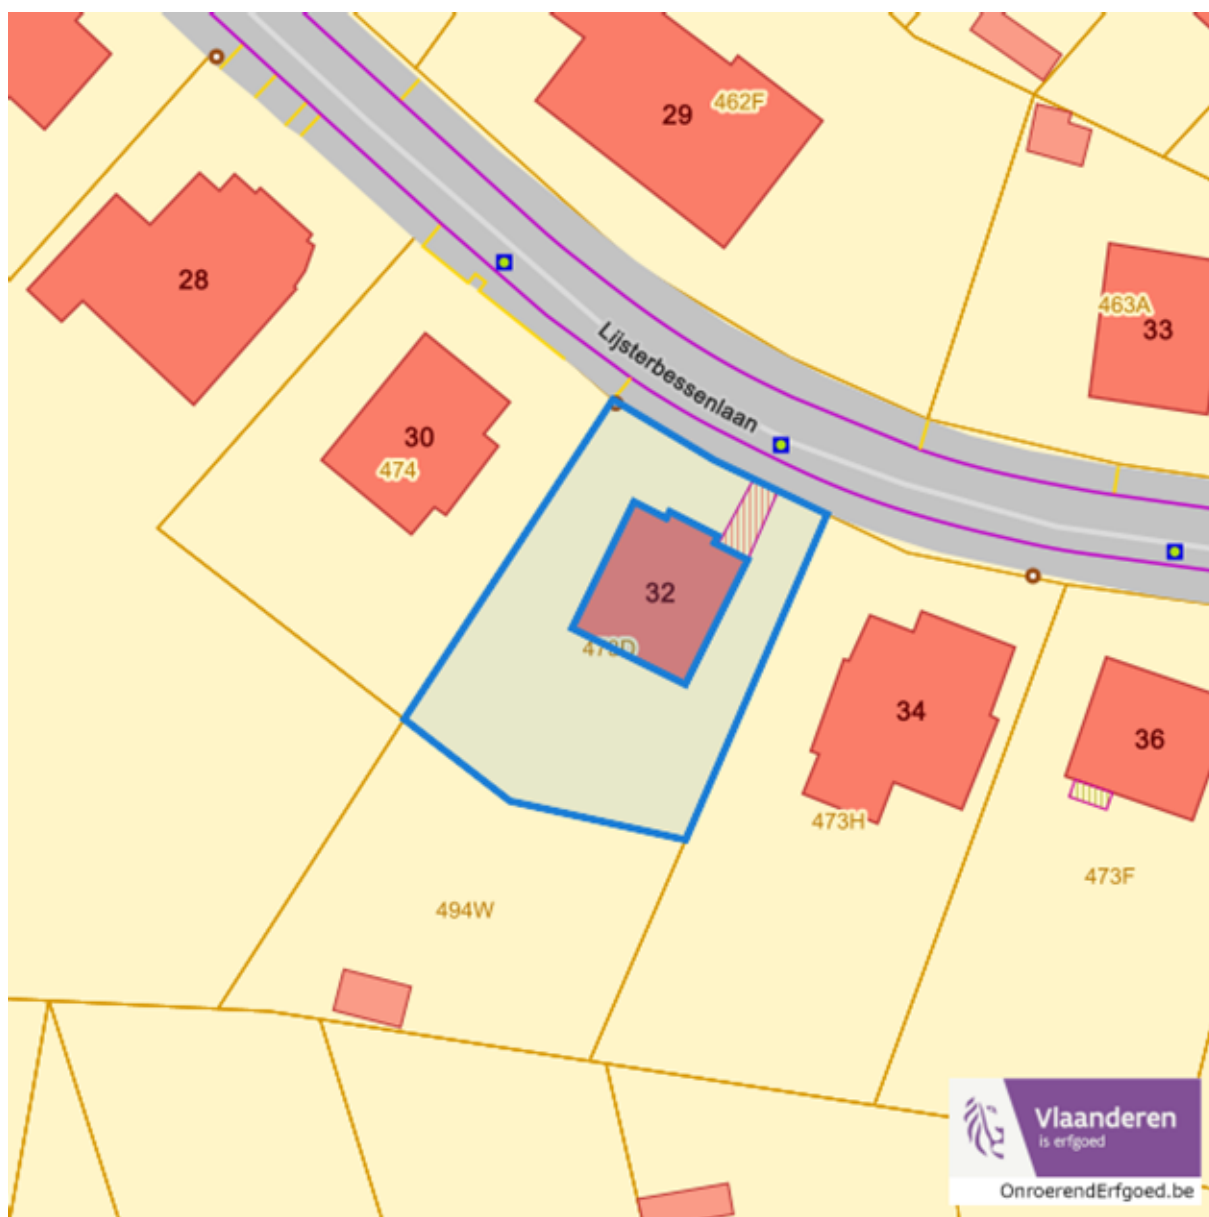 462F
29
28
463A
33
Lijsterbessenlaan
30
474
32
473D
34
36
473H
473F
494W
Vlaanderen
is erfgoed
OnroerendErfgoed.be